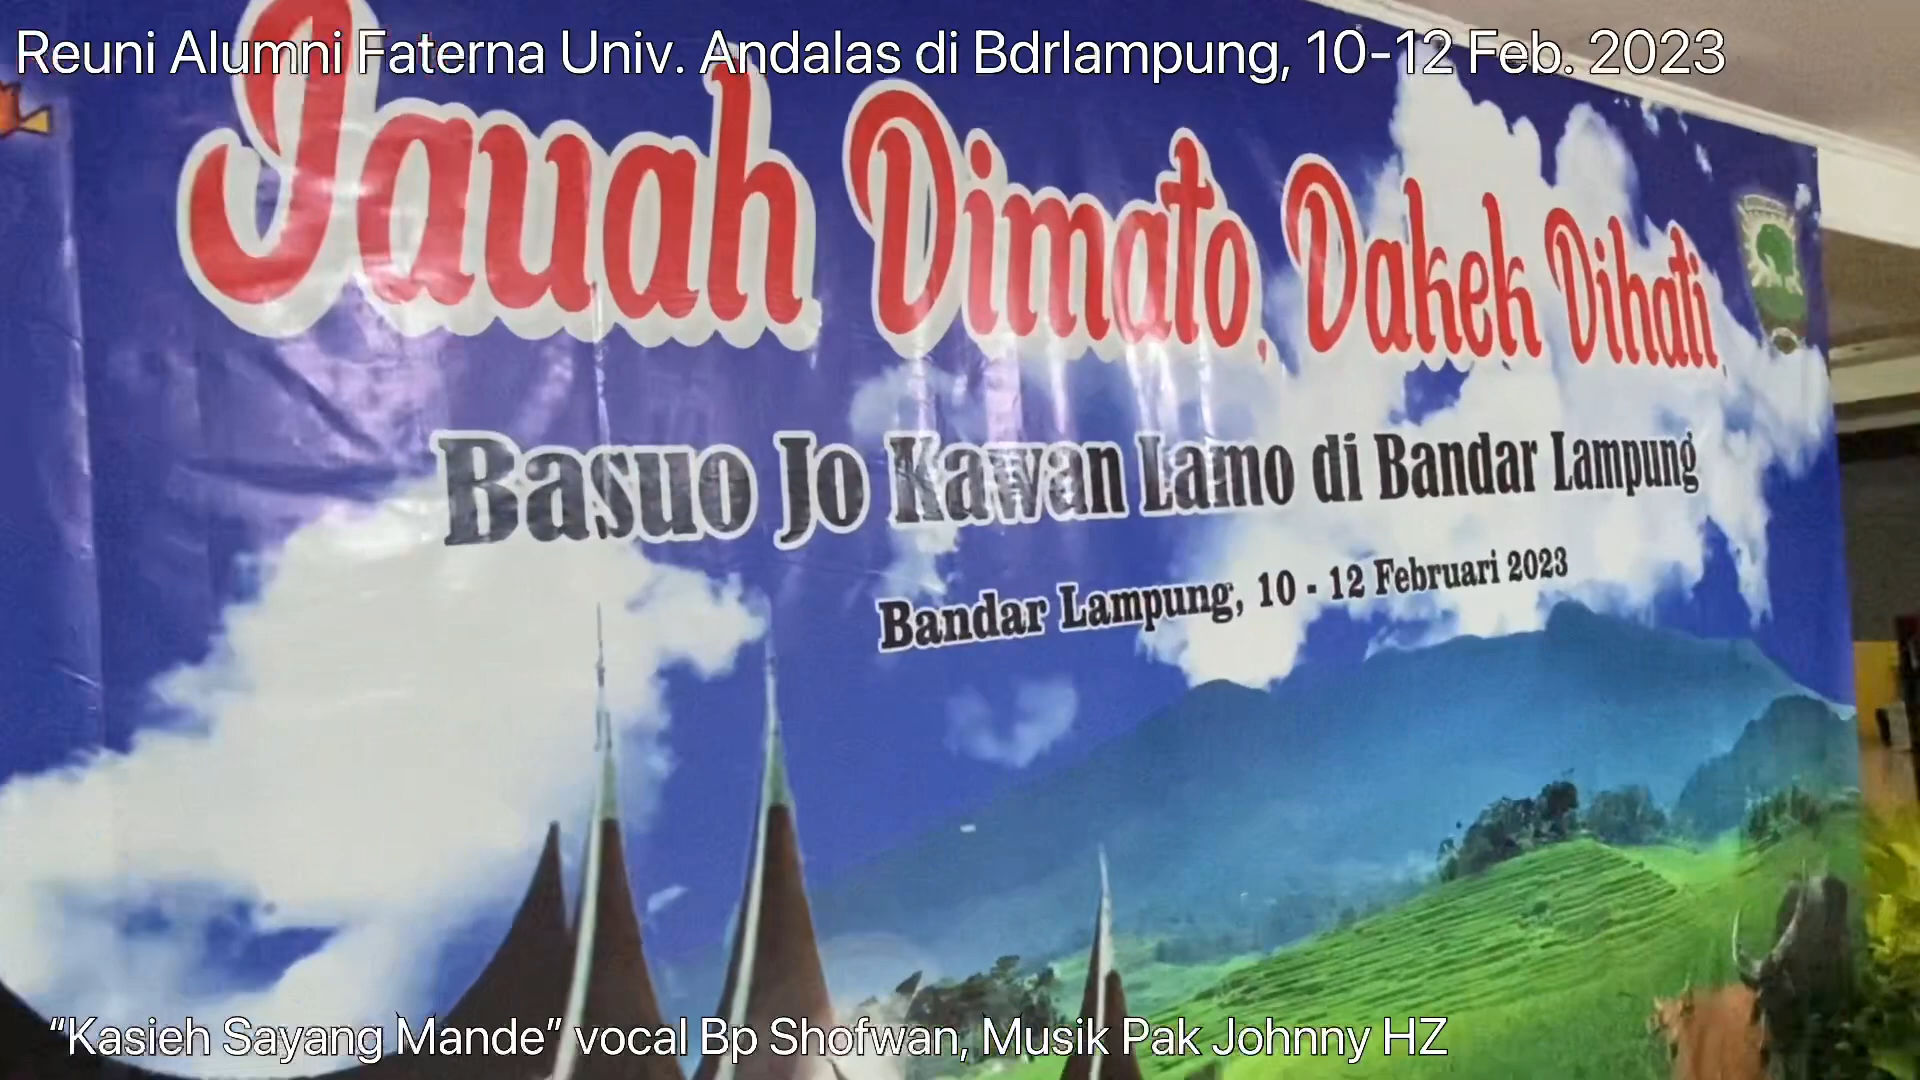 Reuni Alumni Faterna Univ. Andalas di Bdrlampung, 10-12 Feb. 2023
Jauah Dimato, Dakek Dihati,
Basuo Jo Kawan Lamo di Bandar Lampung
Bandar Lampung, 10 - 12 Februari 2023
“Kasieh Sayang Mande” vocal Bp Shofwan, Musik Pak Johnny HZ